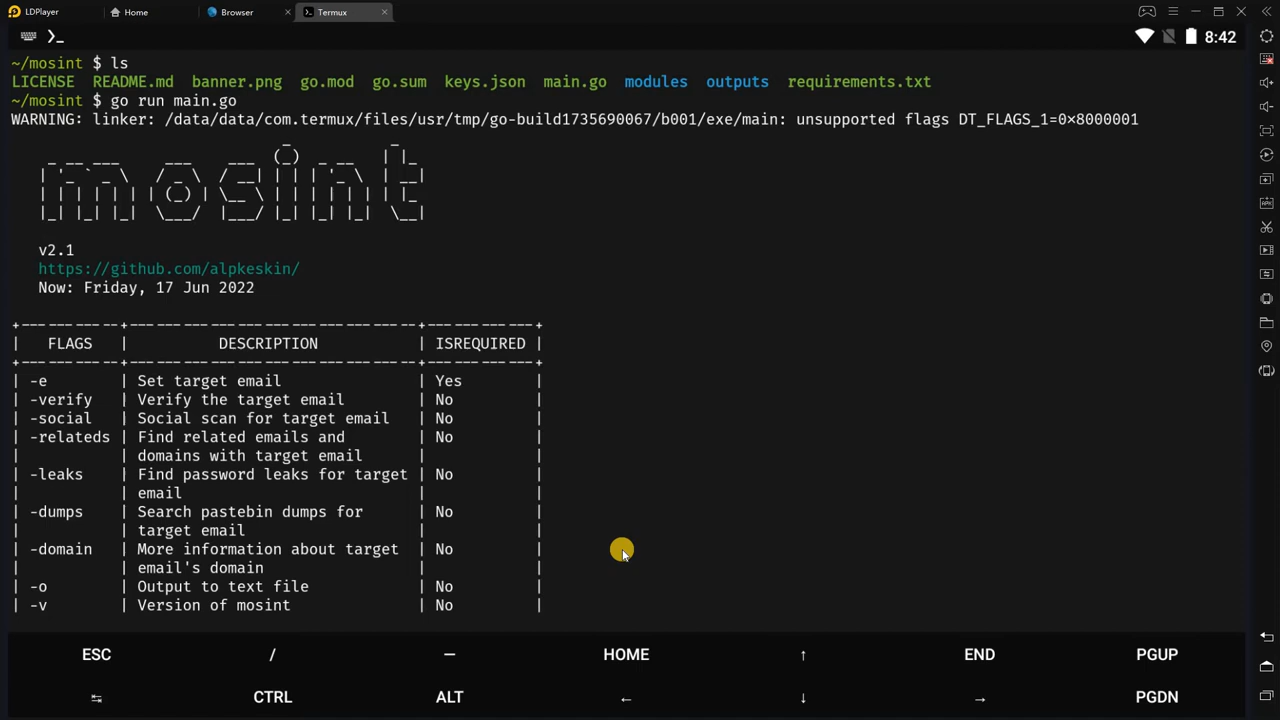 LDPlayer Home Browser Termux
8:42
~/mosint $ ls
LICENSE README.md banner.png go.mod go.sum keys.json main.go modules outputs requirements.txt
~/mosint $ go run main.go
WARNING: linker: /data/data/com.termux/files/usr/tmp/go-build1735690067/b001/exe/main: unsupported flags DT_FLAGS_1=0×8000001
mosint
v2.1
https://github.com/alpkeskin/
Now: Friday, 17 Jun 2022
| FLAGS | DESCRIPTION | ISREQUIRED |
| -e | Set target email | Yes |
| -verify | Verify the target email | No |
| -social | Social scan for target email | No |
| -relateds | Find related emails and | No |
| | domains with target email | |
| -leaks | Find password leaks for target | No |
| | email | |
| -dumps | Search pastebin dumps for | No |
| | target email | |
| -domain | More information about target | No |
| | email's domain | |
| -o | Output to text file | No |
| -v | Version of mosint | No |
ESC / — HOME ↑ END PGUP
↹ CTRL ALT ← ↓ → PGDN